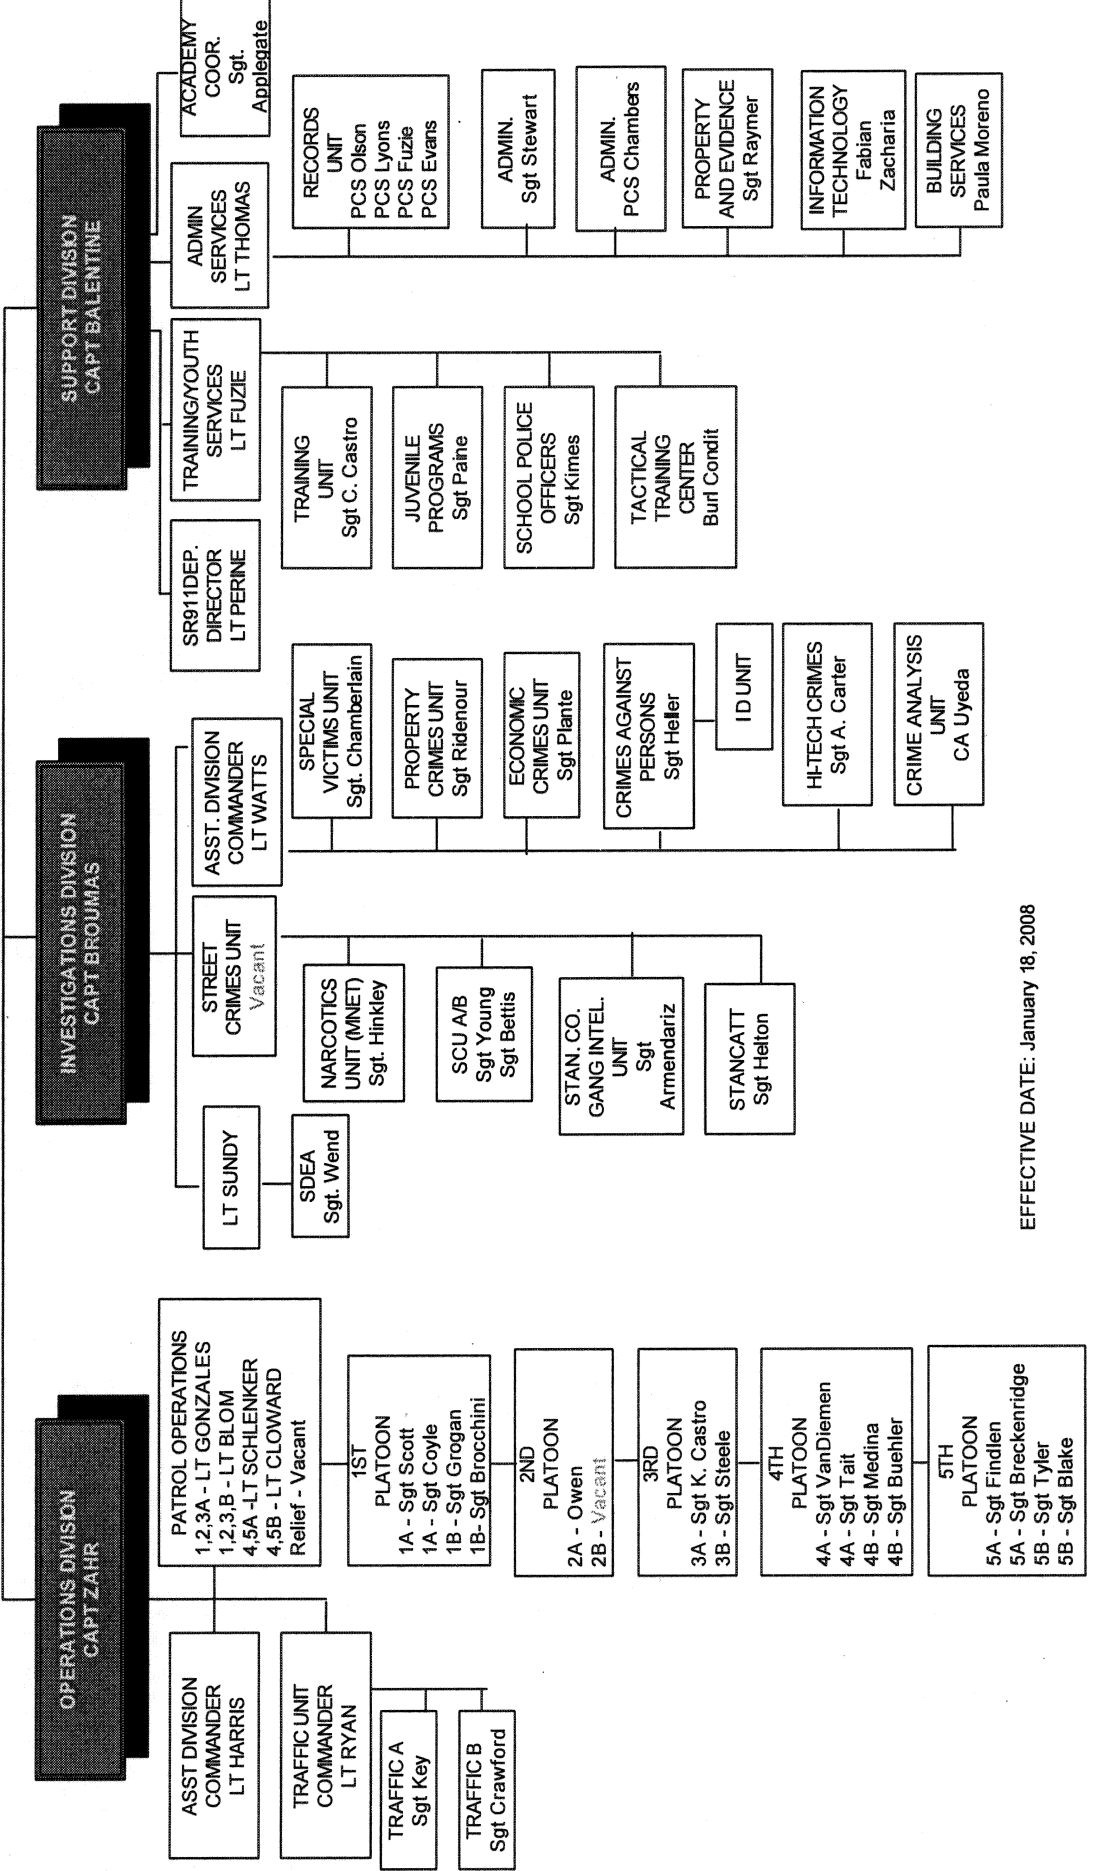 OPERATIONS DIVISION
CAPT ZAHR
ASST DIVISION
COMMANDER
LT HARRIS
TRAFFIC UNIT
COMMANDER
LT RYAN
TRAFFIC A
Sgt Key
TRAFFIC B
Sgt Crawford
PATROL OPERATIONS
1,2,3A - LT GONZALES
1,2,3,B - LT BLOM
4,5A -LT SCHLENKER
4,5B - LT CLOWARD
Relief - Vacant
1ST
PLATOON
1A - Sgt Scott
1A - Sgt Coyle
1B - Sgt Grogan
1B- Sgt Brocchini
2ND
PLATOON
2A - Owen
2B - Vacant
3RD
PLATOON
3A - Sgt K. Castro
3B - Sgt Steele
4TH
PLATOON
4A - Sgt VanDiemen
4A - Sgt Tait
4B - Sgt Medina
4B - Sgt Buehler
5TH
PLATOON
5A - Sgt Findlen
5A - Sgt Breckenridge
5B - Sgt Tyler
5B - Sgt Blake
INVESTIGATIONS DIVISION
CAPT BROUMAS
LT SUNDY
SDEA
Sgt. Wend
STREET
CRIMES UNIT
Vacant
NARCOTICS
UNIT (MNET)
Sgt. Hinkley
SCU A/B
Sgt Young
Sgt Bettis
STAN. CO.
GANG INTEL.
UNIT
Sgt
Armendariz
STANCATT
Sgt Helton
ASST. DIVISION
COMMANDER
LT WATTS
SPECIAL
VICTIMS UNIT
Sgt. Chamberlain
PROPERTY
CRIMES UNIT
Sgt Ridenour
ECONOMIC
CRIMES UNIT
Sgt Plante
CRIMES AGAINST
PERSONS
Sgt Heller
I D UNIT
HI-TECH CRIMES
Sgt A. Carter
CRIME ANALYSIS
UNIT
CA Uyeda
SUPPORT DIVISION
CAPT BALENTINE
SR911DEP.
DIRECTOR
LT PERINE
TRAINING/YOUTH
SERVICES
LT FUZIE
TRAINING
UNIT
Sgt C. Castro
JUVENILE
PROGRAMS
Sgt Paine
SCHOOL POLICE
OFFICERS
Sgt Kimes
TACTICAL
TRAINING
CENTER
Burl Condit
ADMIN
SERVICES
LT THOMAS
ACADEMY
COOR.
Sgt.
Applegate
RECORDS
UNIT
PCS Olson
PCS Lyons
PCS Fuzie
PCS Evans
ADMIN.
Sgt Stewart
ADMIN.
PCS Chambers
PROPERTY
AND EVIDENCE
Sgt Raymer
INFORMATION
TECHNOLOGY
Fabian
Zacharia
BUILDING
SERVICES
Paula Moreno
EFFECTIVE DATE: January 18, 2008